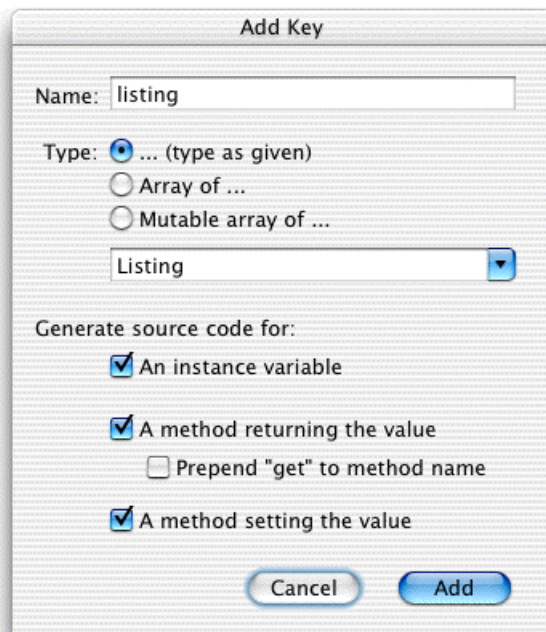 Add Key
Name: listing
Type: ... (type as given)
Array of ...
Mutable array of ...
Listing
Generate source code for:
An instance variable
A method returning the value
Prepend "get" to method name
A method setting the value
Cancel Add